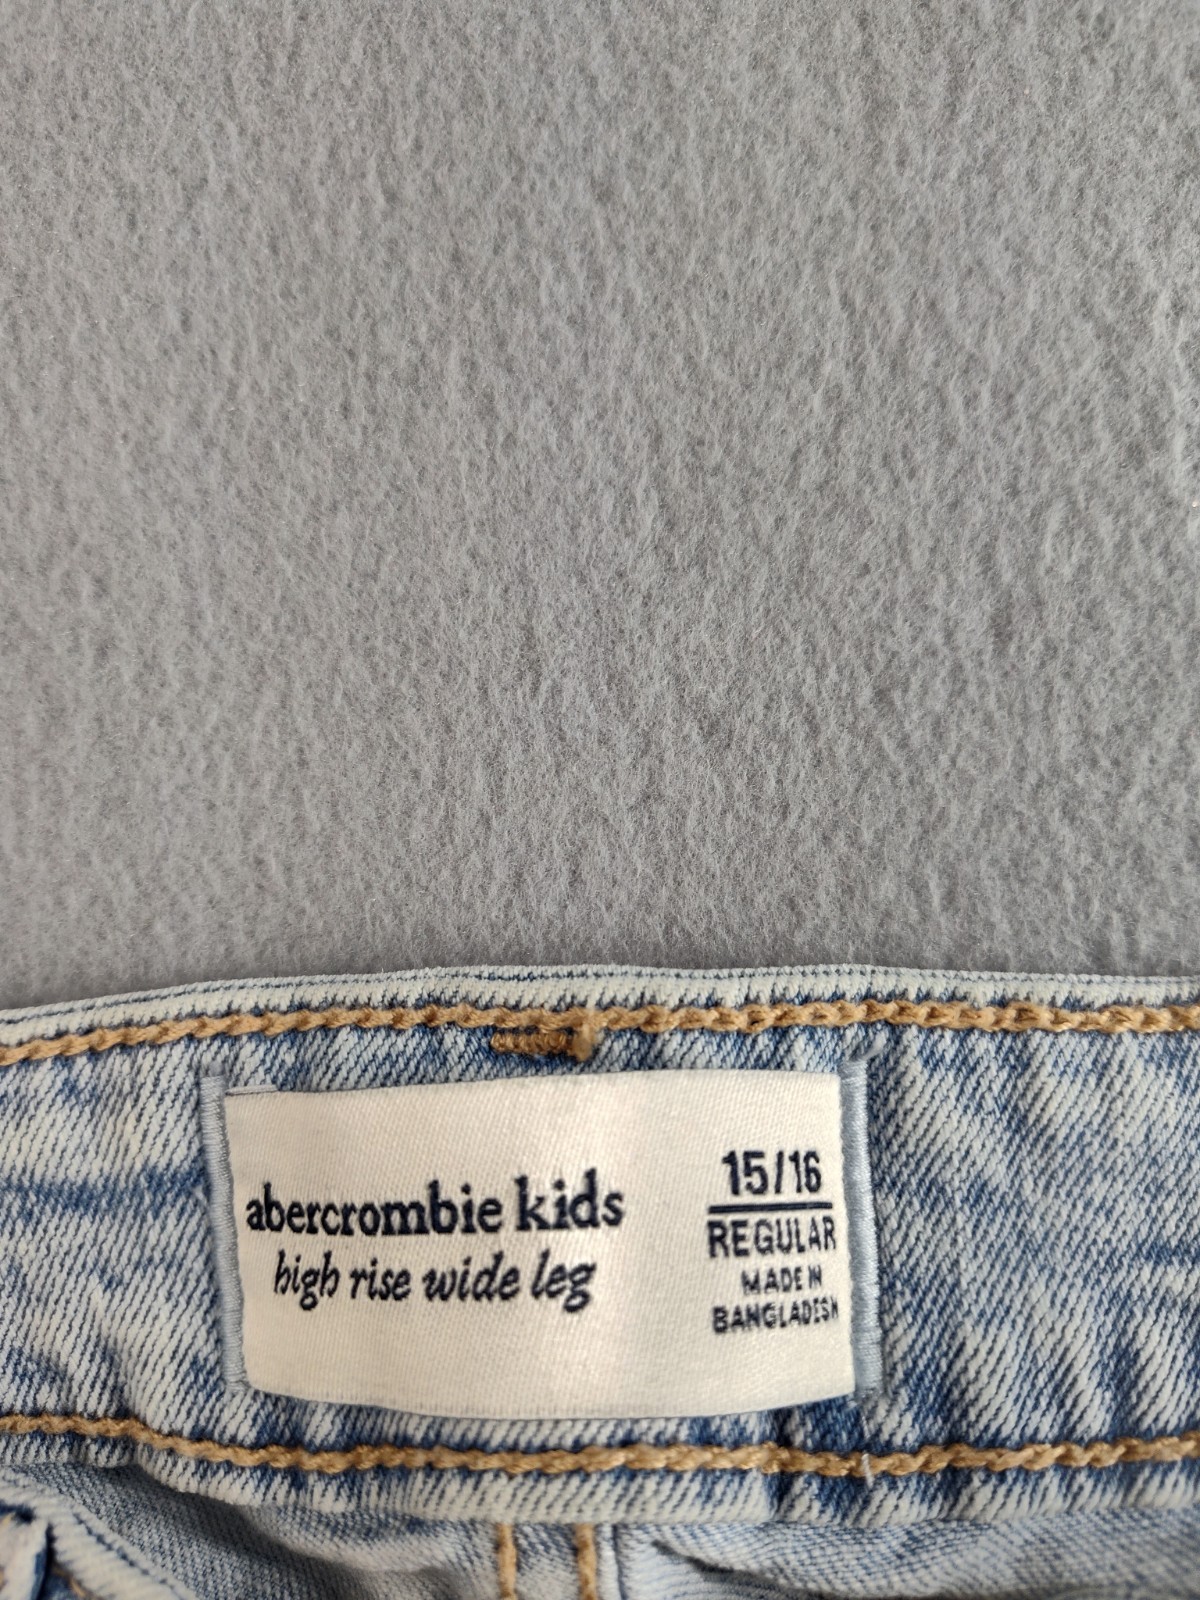 abercrombie kids
high rise wide leg
15/16
REGULAR
MADE IN
BANGLADESH